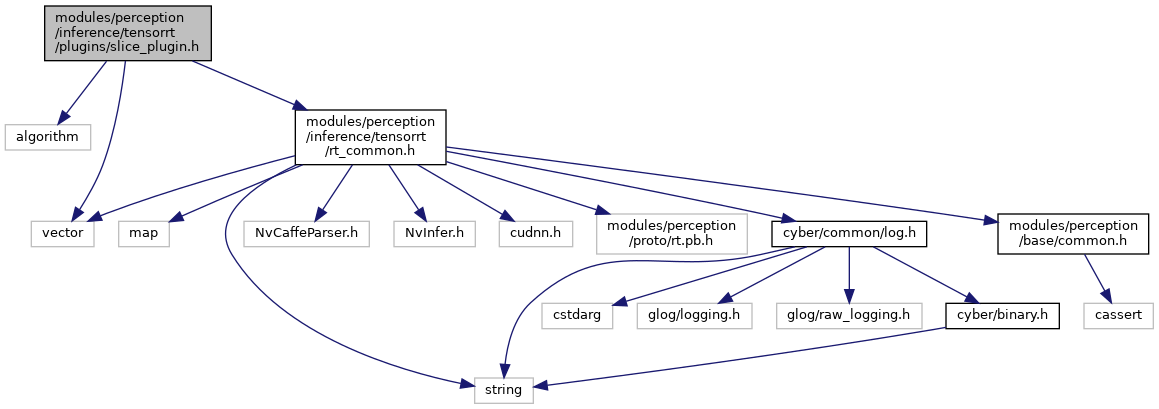 modules/perception
/inference/tensorrt
/plugins/slice_plugin.h
algorithm
modules/perception
/inference/tensorrt
/rt_common.h
vector
map
NvCaffeParser.h
NvInfer.h
cudnn.h
modules/perception
/proto/rt.pb.h
cyber/common/log.h
modules/perception
/base/common.h
cstdarg
glog/logging.h
glog/raw_logging.h
cyber/binary.h
cassert
string